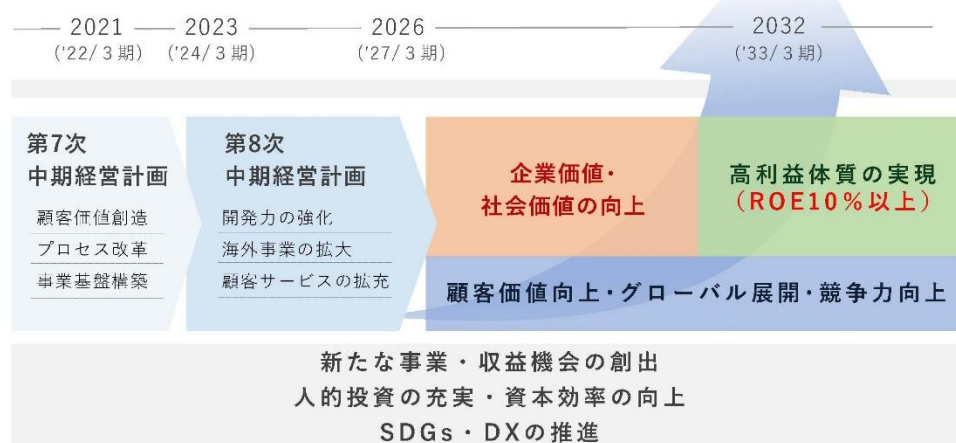 2021 2023 2026 2032
('22/3期) ('24/3期) ('27/3期) ('33/3期)
第7次
中期経営計画
顧客価値創造
プロセス改革
事業基盤構築
第8次
中期経営計画
開発力の強化
海外事業の拡大
顧客サービスの拡充
企業価値・
社会価値の向上
高利益体質の実現
(ROE10%以上)
顧客価値向上・グローバル展開・競争力向上
新たな事業・収益機会の創出
人的投資の充実・資本効率の向上
SDGs・DXの推進